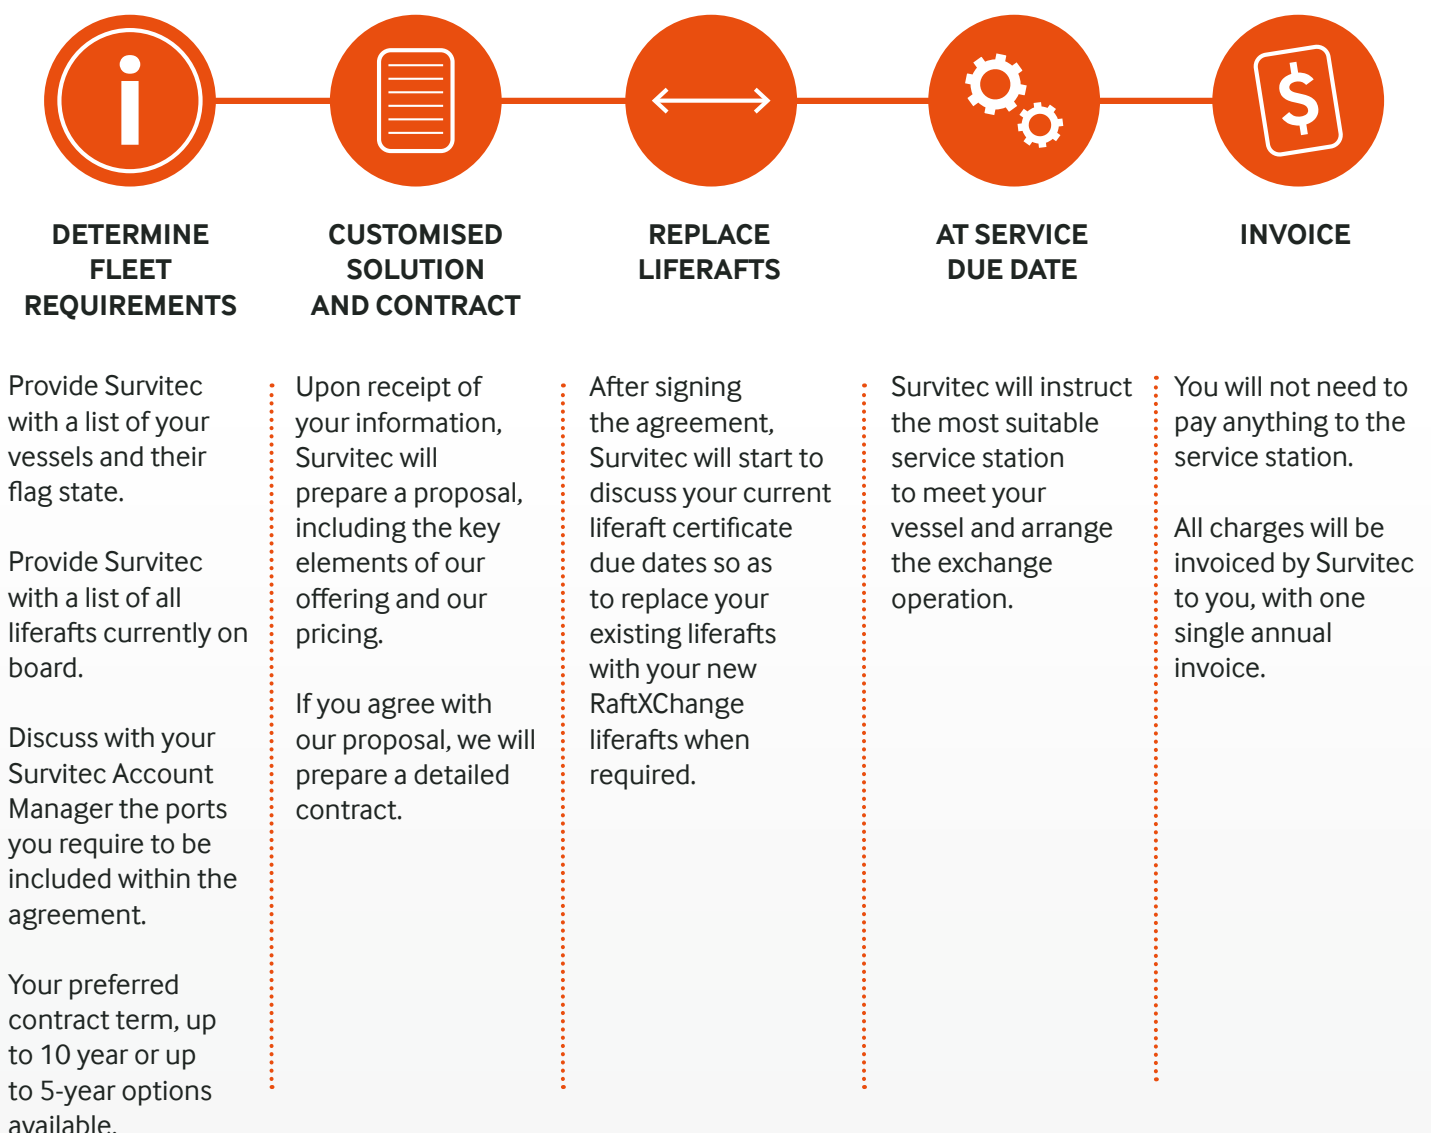 DETERMINE
FLEET
REQUIREMENTS
Provide Survitec
with a list of your
vessels and their
flag state.
Provide Survitec
with a list of all
liferafts currently on
board.
Discuss with your
Survitec Account
Manager the ports
you require to be
included within the
agreement.
Your preferred
contract term, up
to 10 year or up
to 5-year options
available.
CUSTOMISED
SOLUTION
AND CONTRACT
Upon receipt of
your information,
Survitec will
prepare a proposal,
including the key
elements of our
offering and our
pricing.
If you agree with
our proposal, we will
prepare a detailed
contract.
REPLACE
LIFERAFTS
After signing
the agreement,
Survitec will start to
discuss your current
liferaft certificate
due dates so as
to replace your
existing liferafts
with your new
RaftXChange
liferafts when
required.
AT SERVICE
DUE DATE
Survitec will instruct
the most suitable
service station
to meet your
vessel and arrange
the exchange
operation.
INVOICE
You will not need to
pay anything to the
service station.
All charges will be
invoiced by Survitec
to you, with one
single annual
invoice.